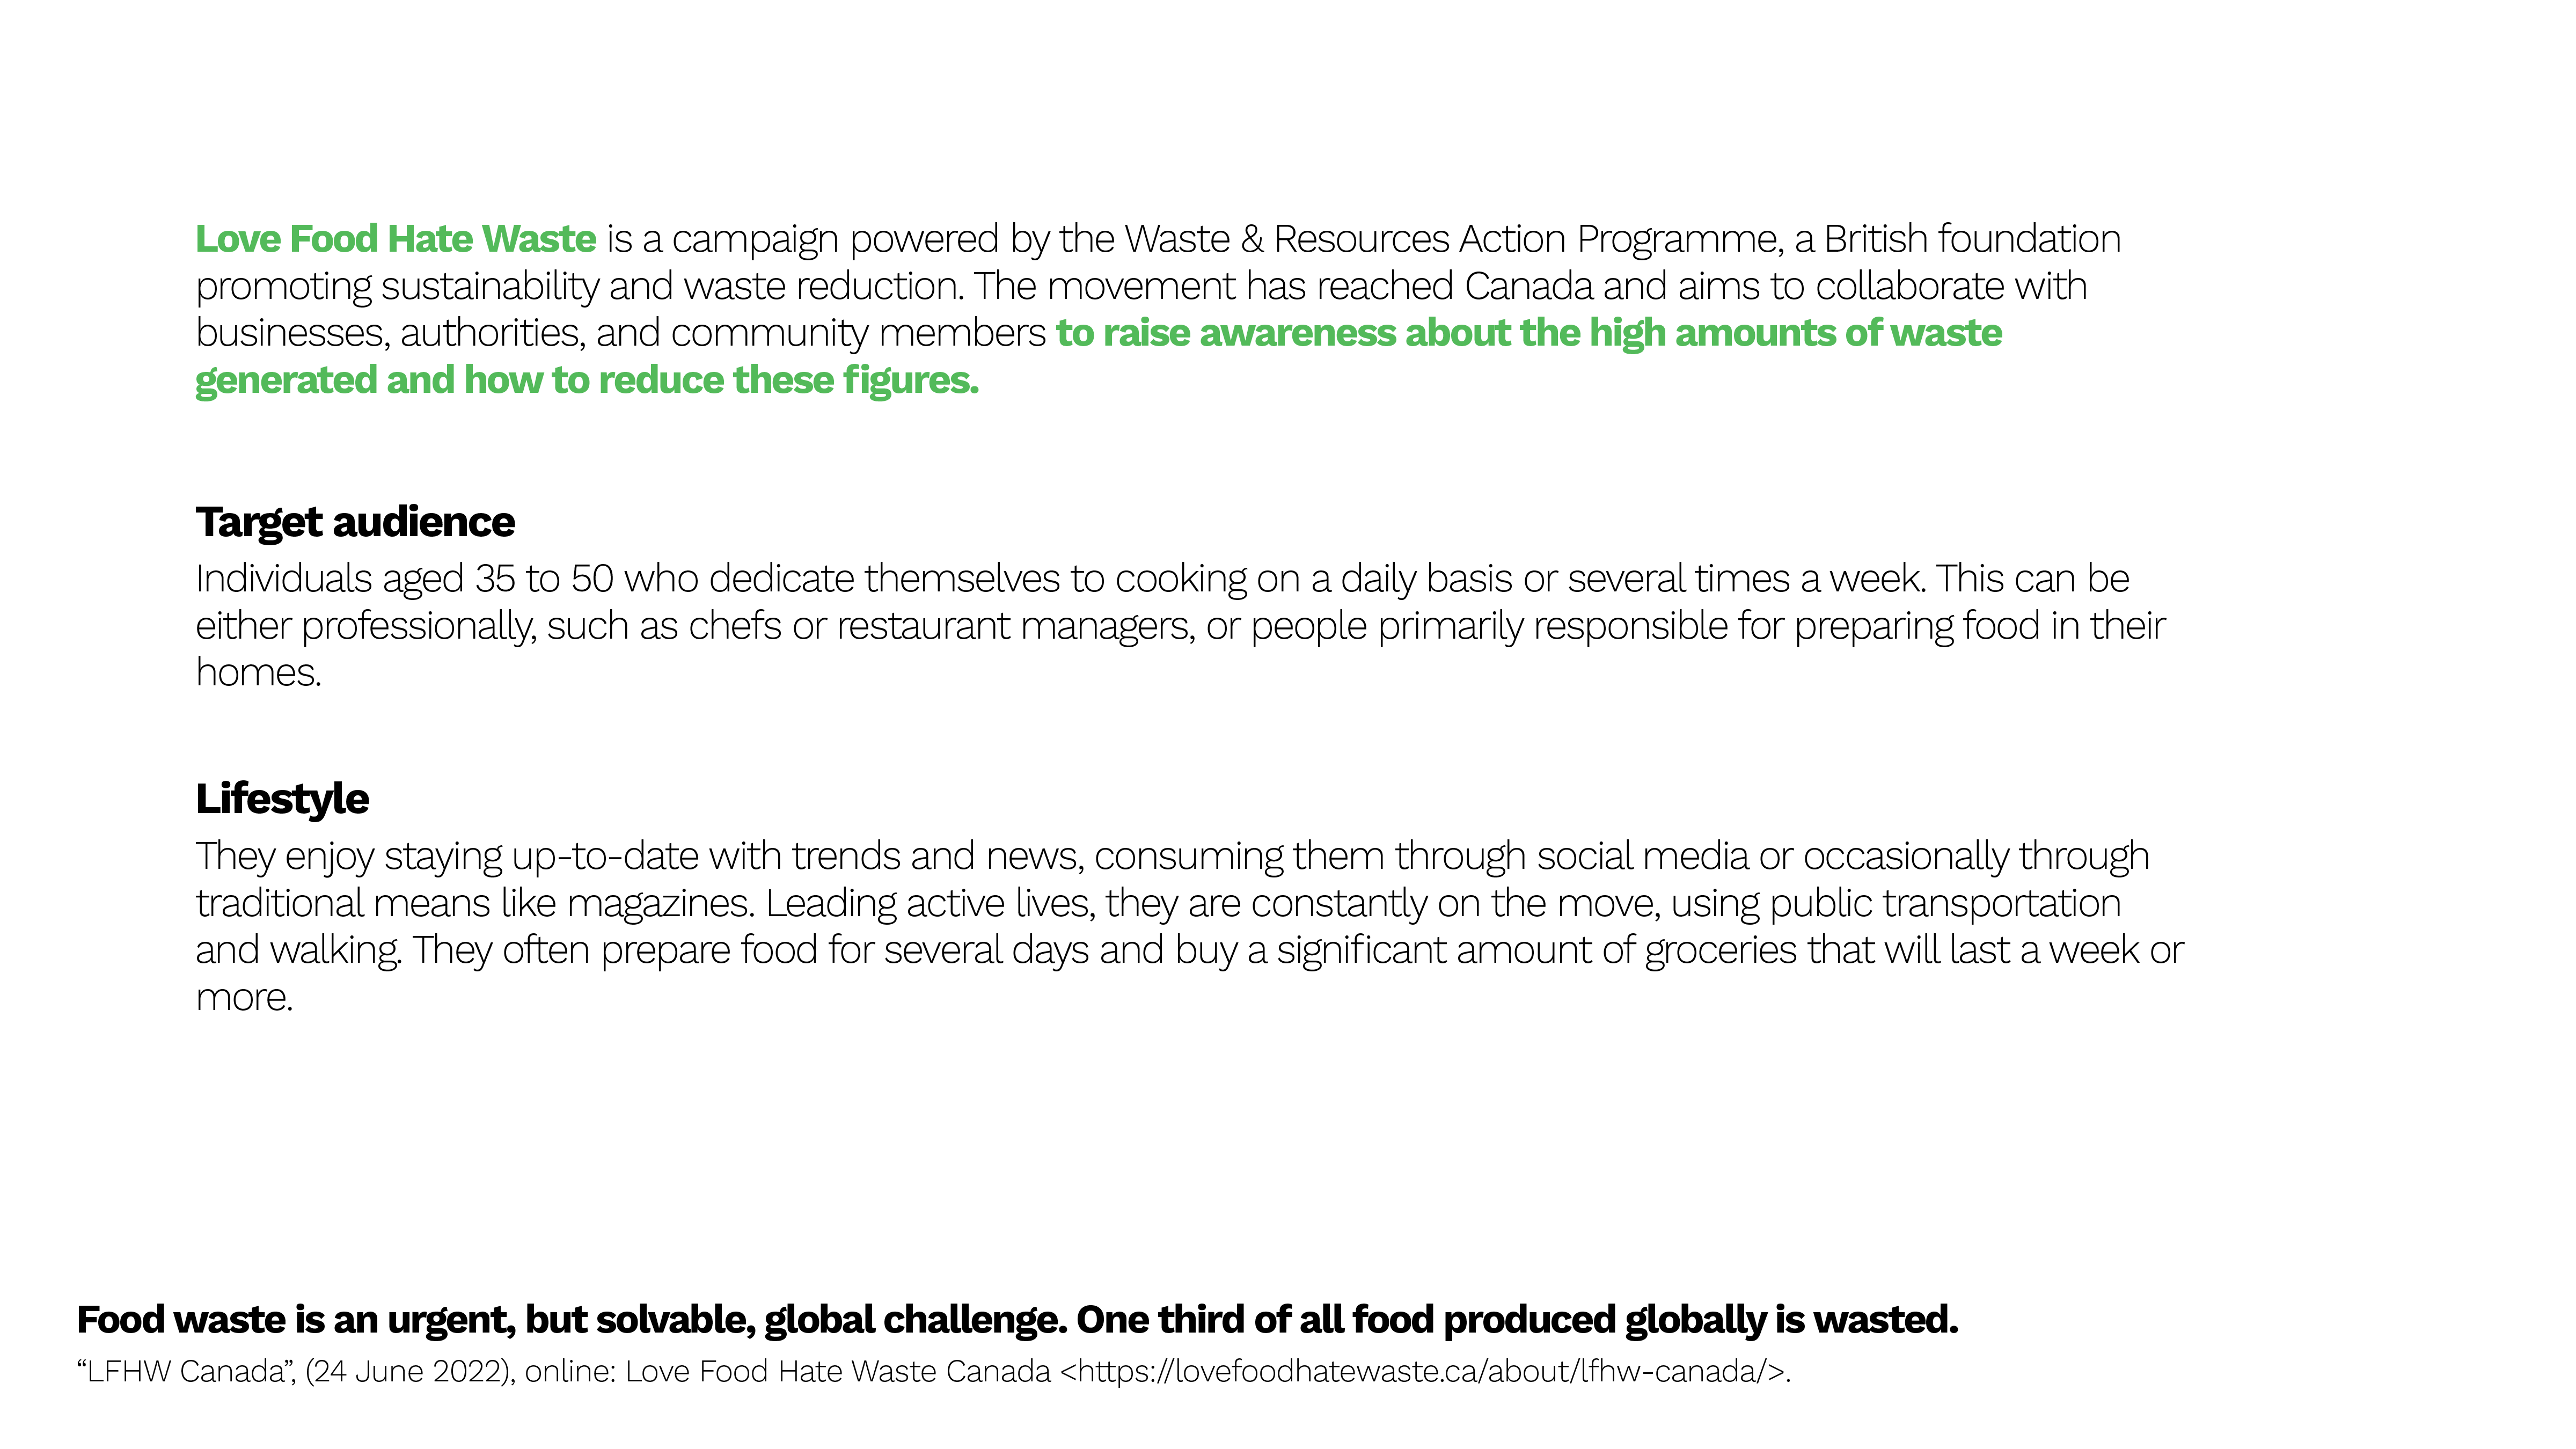 Love Food Hate Waste is a campaign powered by the Waste & Resources Action Programme, a British foundation
promoting sustainability and waste reduction. The movement has reached Canada and aims to collaborate with
businesses, authorities, and community members to raise awareness about the high amounts of waste
generated and how to reduce these figures.
Target audience
Individuals aged 35 to 50 who dedicate themselves to cooking on a daily basis or several times a week. This can be
either professionally, such as chefs or restaurant managers, or people primarily responsible for preparing food in their
homes.
Lifestyle
They enjoy staying up-to-date with trends and news, consuming them through social media or occasionally through
traditional means like magazines. Leading active lives, they are constantly on the move, using public transportation
and walking. They often prepare food for several days and buy a significant amount of groceries that will last a week or
more.
Food waste is an urgent, but solvable, global challenge. One third of all food produced globally is wasted.
“LFHW Canada”, (24 June 2022), online: Love Food Hate Waste Canada <https://lovefoodhatewaste.ca/about/lfhw-canada/>.